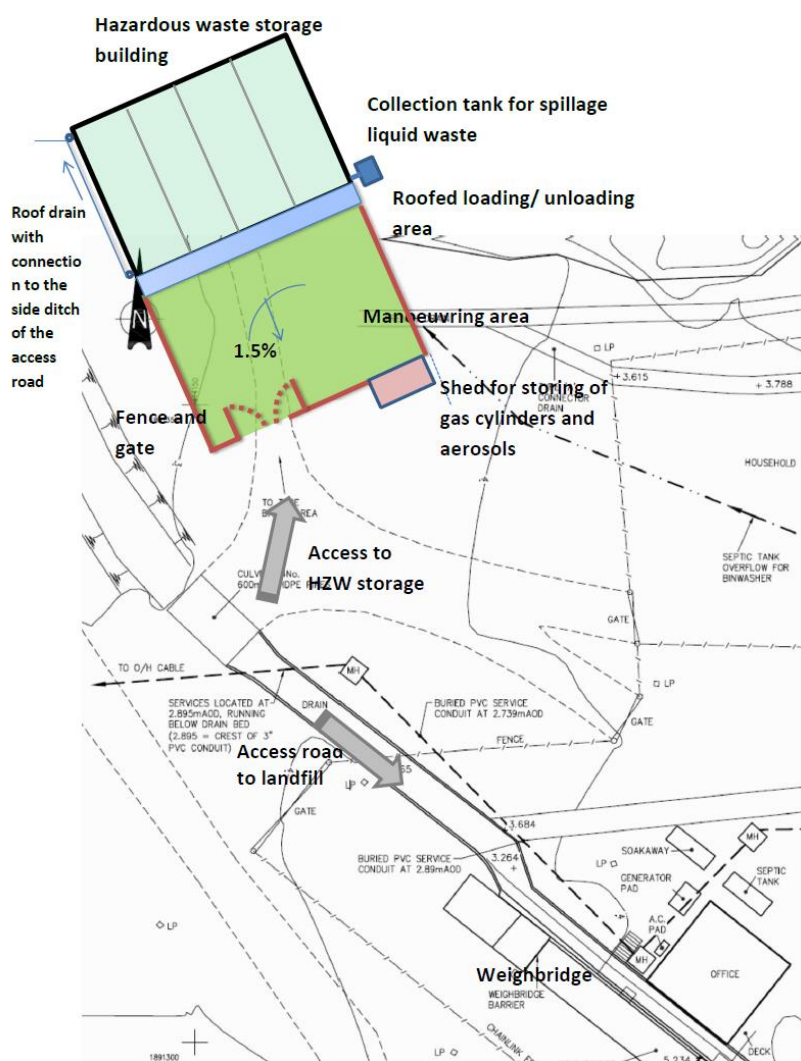 Hazardous waste storage
building
Collection tank for spillage
liquid waste
Roofed loading/ unloading
area
Roof drain
with
connectio
n to the
side ditch
of the
access
road
N
Manoeuvring area
1.5%
LP
3.615
3.788
Shed for storing of
gas cylinders and
aerosols
CONNECTOR
DRAIN
Fence and
gate
HOUSEHOLD
SEPTIC TANK
OVERFLOW FOR
BINWASHER
Access to
HZW storage
GATE
TO O/H CABLE
MH
LP
SERVICES LOCATED AT
2.895mAOD, RUNNING
BELOW DRAIN BED
(2.895 = CREST OF 3"
PVC CONDUIT)
DRAIN
BURIED PVC SERVICE
CONDUIT AT 2.739mAOD
GATE
FENCE
Access road
to landfill
LP
GATE
3.684
3.264
BURIED PVC SERVICE
CONDUIT AT 2.89mAOD
SOAKAWAY
MH
LP
GENERATOR
PAD
SEPTIC
TANK
A.C.
PAD
LP
MH
OFFICE
Weighbridge
WEIGHBRIDGE
BARRIER
CHAINLINK
DECK
LP
5.234
1891300